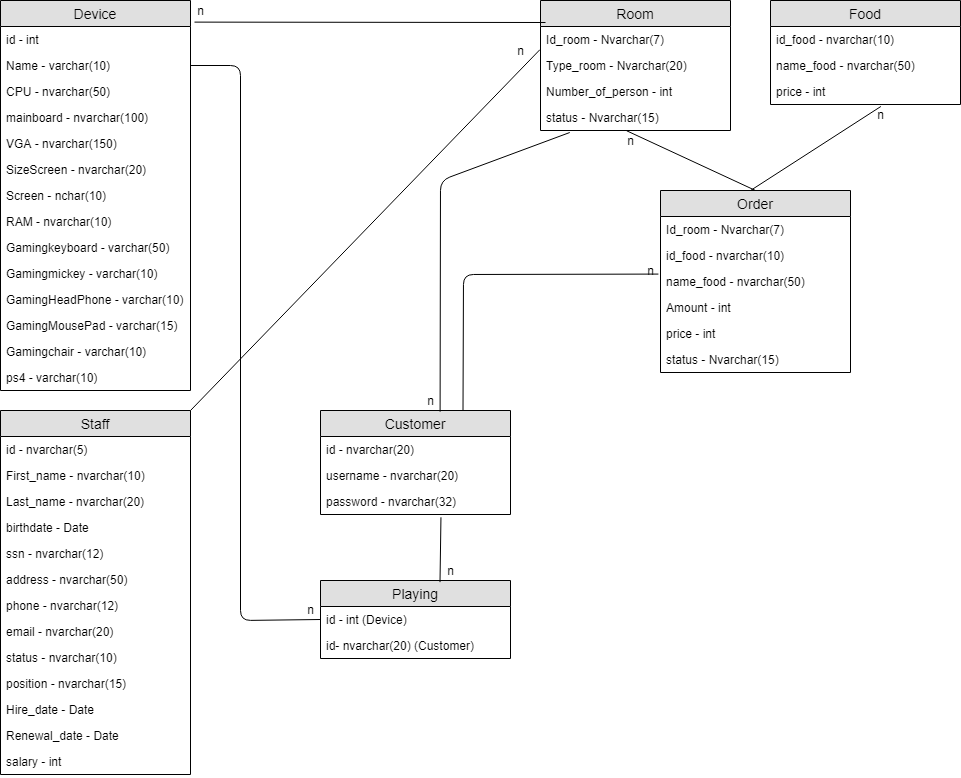 Device
id - int
Name - varchar(10)
CPU - nvarchar(50)
mainboard - nvarchar(100)
VGA - nvarchar(150)
SizeScreen - nvarchar(20)
Screen - nchar(10)
RAM - nvarchar(10)
Gamingkeyboard - varchar(50)
Gamingmickey - varchar(10)
GamingHeadPhone - varchar(10)
GamingMousePad - varchar(15)
Gamingchair - varchar(10)
ps4 - varchar(10)
n
n
Room
Id_room - Nvarchar(7)
Type_room - Nvarchar(20)
Number_of_person - int
status - Nvarchar(15)
n
Food
id_food - nvarchar(10)
name_food - nvarchar(50)
price - int
n
Order
Id_room - Nvarchar(7)
id_food - nvarchar(10)
name_food - nvarchar(50)
Amount - int
price - int
status - Nvarchar(15)
n
Staff
id - nvarchar(5)
First_name - nvarchar(10)
Last_name - nvarchar(20)
birthdate - Date
ssn - nvarchar(12)
address - nvarchar(50)
phone - nvarchar(12)
email - nvarchar(20)
status - nvarchar(10)
position - nvarchar(15)
Hire_date - Date
Renewal_date - Date
salary - int
n
Customer
id - nvarchar(20)
username - nvarchar(20)
password - nvarchar(32)
n
n
Playing
id - int (Device)
id- nvarchar(20) (Customer)